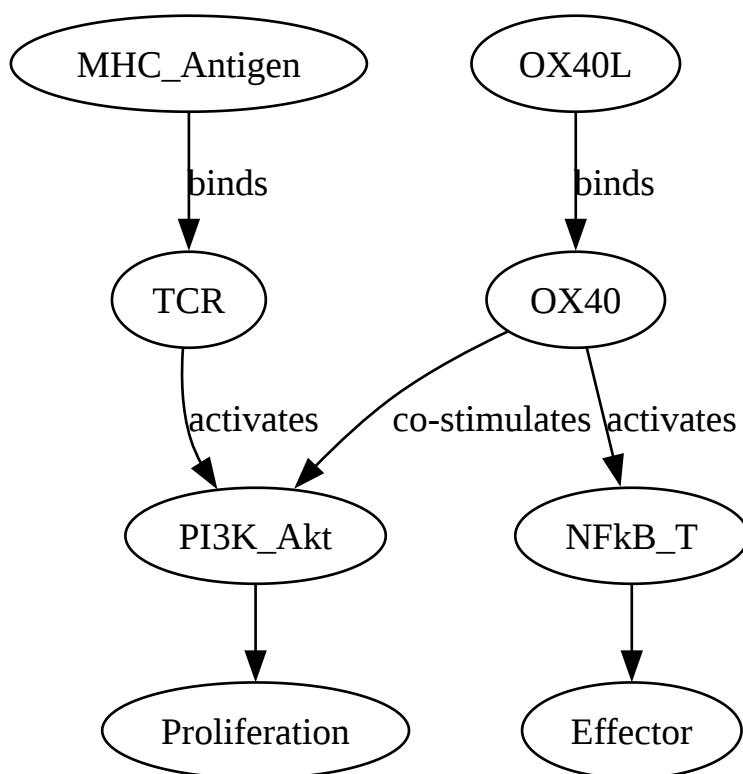 MHC_Antigen
OX40L
binds
binds
TCR
OX40
activates
co-stimulates
activates
PI3K_Akt
NFkB_T
Proliferation
Effector